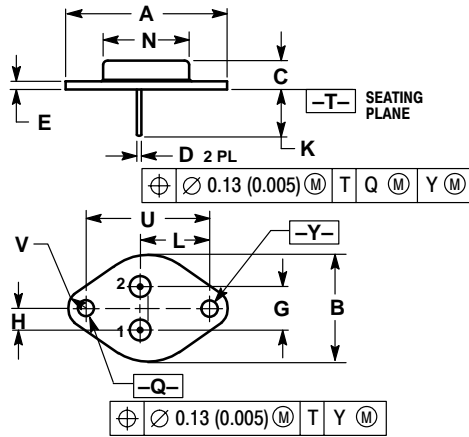 A
N
C
E
–T– SEATING PLANE
K
D 2 PL
⌖ ∅ 0.13 (0.005) Ⓜ T Q Ⓜ Y Ⓜ
U
V
L
–Y–
2
H
G
B
1
–Q–
⌖ ∅ 0.13 (0.005) Ⓜ T Y Ⓜ